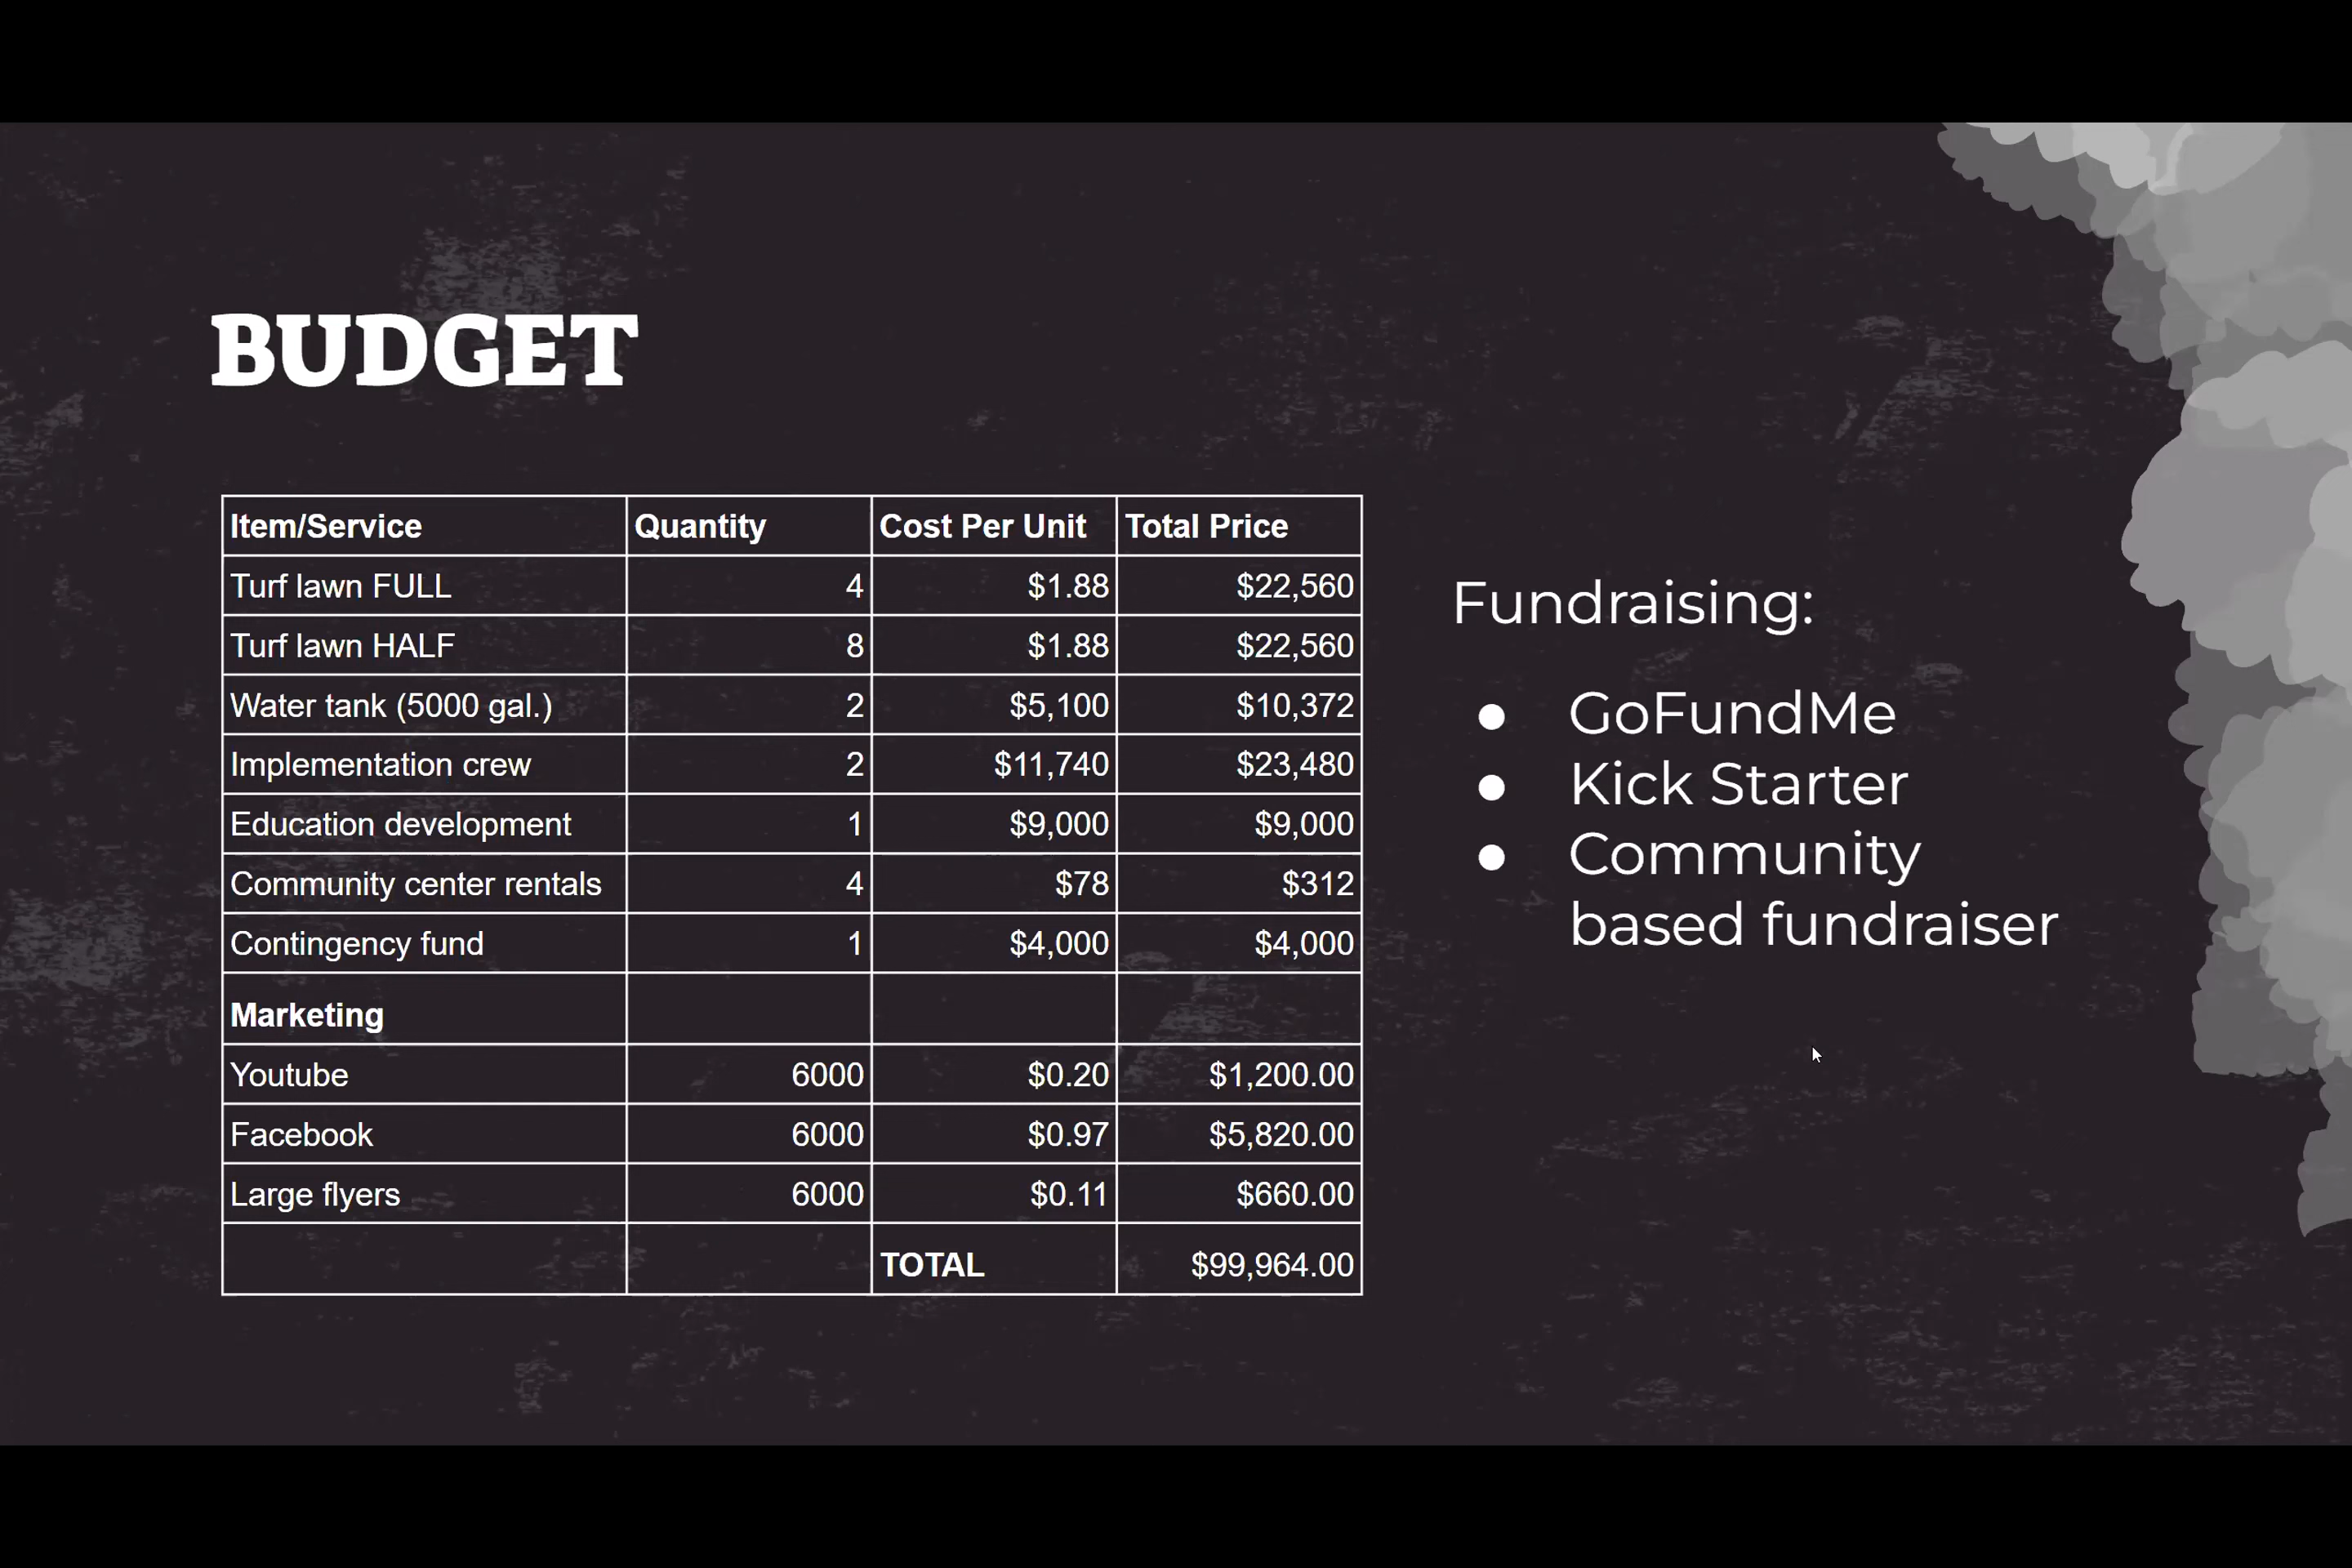 BUDGET
Item/Service Quantity Cost Per Unit Total Price
Turf lawn FULL 4 $1.88 $22,560
Turf lawn HALF 8 $1.88 $22,560
Water tank (5000 gal.) 2 $5,100 $10,372
Implementation crew 2 $11,740 $23,480
Education development 1 $9,000 $9,000
Community center rentals 4 $78 $312
Contingency fund 1 $4,000 $4,000
Marketing
Youtube 6000 $0.20 $1,200.00
Facebook 6000 $0.97 $5,820.00
Large flyers 6000 $0.11 $660.00
TOTAL $99,964.00
Fundraising:
● GoFundMe
● Kick Starter
● Community
based fundraiser